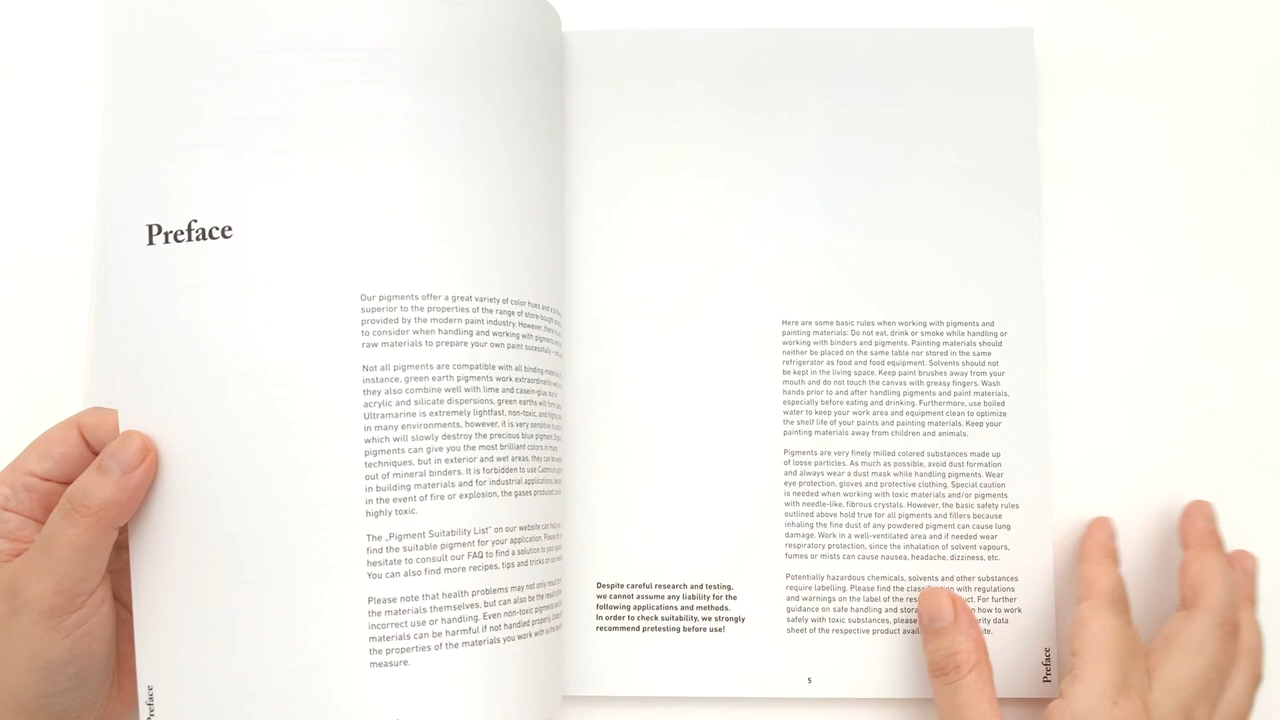 Preface
Our pigments offer a great variety of color hues and a
superior to the properties of the range of store-bought
provided by the modern paint industry. However, there
to consider when handling and working with pigments
raw materials to prepare your own paint sucessfully -
Not all pigments are compatible with all binding
instance, green earth pigments work extraordinarily
they also combine well with lime and casein-glue, but in
acrylic and silicate dispersions, green earths will
Ultramarine is extremely lightfast, non-toxic, and highly
in many environments, however, it is very sensitive to
which will slowly destroy the precious blue pigment.
pigments can give you the most brilliant colors in many
techniques, but in exterior and wet areas, they can be
out of mineral binders. It is forbidden to use Cadmium
in building materials and for industrial applications,
in the event of fire or explosion, the gases produced can
highly toxic.
The „Pigment Suitability List" on our website can help
find the suitable pigment for your application. Please
hesitate to consult our FAQ to find a solution to your
You can also find more recipes, tips and tricks on our
Please note that health problems may not only result
the materials themselves, but can also be the result of
incorrect use or handling. Even non-toxic pigments
materials can be harmful if not handled properly.
the properties of the materials you work with is the
measure.
Preface
Despite careful research and testing,
we cannot assume any liability for the
following applications and methods.
In order to check suitability, we strongly
recommend pretesting before use!
Here are some basic rules when working with pigments and
painting materials: Do not eat, drink or smoke while handling or
working with binders and pigments. Painting materials should
neither be placed on the same table nor stored in the same
refrigerator as food and food equipment. Solvents should not
be kept in the living space. Keep paint brushes away from your
mouth and do not touch the canvas with greasy fingers. Wash
hands prior to and after handling pigments and paint materials,
especially before eating and drinking. Furthermore, use boiled
water to keep your work area and equipment clean to optimize
the shelf life of your paints and painting materials. Keep your
painting materials away from children and animals.
Pigments are very finely milled colored substances made up
of loose particles. As much as possible, avoid dust formation
and always wear a dust mask while handling pigments. Wear
eye protection, gloves and protective clothing. Special caution
is needed when working with toxic materials and/or pigments
with needle-like, fibrous crystals. However, the basic safety rules
outlined above hold true for all pigments and fillers because
inhaling the fine dust of any powdered pigment can cause lung
damage. Work in a well-ventilated area and if needed wear
respiratory protection, since the inhalation of solvent vapours,
fumes or mists can cause nausea, headache, dizziness, etc.
Potentially hazardous chemicals, solvents and other substances
require labelling. Please find the with regulations
and warnings on the label of the For further
guidance on safe handling and how to work
safely with toxic substances, please data
sheet of the respective product
5
Preface